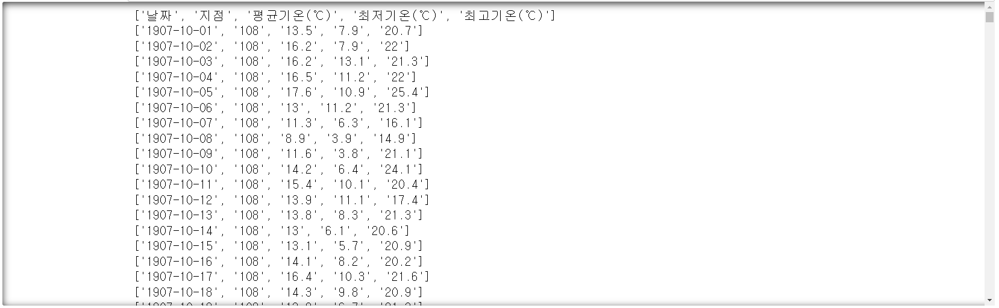 ['날짜', '지점', '평균기온(℃)', '최저기온(℃)', '최고기온(℃)']
['1907-10-01', '108', '13.5', '7.9', '20.7']
['1907-10-02', '108', '16.2', '7.9', '22']
['1907-10-03', '108', '16.2', '13.1', '21.3']
['1907-10-04', '108', '16.5', '11.2', '22']
['1907-10-05', '108', '17.6', '10.9', '25.4']
['1907-10-06', '108', '13', '11.2', '21.3']
['1907-10-07', '108', '11.3', '6.3', '16.1']
['1907-10-08', '108', '8.9', '3.9', '14.9']
['1907-10-09', '108', '11.6', '3.8', '21.1']
['1907-10-10', '108', '14.2', '6.4', '24.1']
['1907-10-11', '108', '15.4', '10.1', '20.4']
['1907-10-12', '108', '13.9', '11.1', '17.4']
['1907-10-13', '108', '13.8', '8.3', '21.3']
['1907-10-14', '108', '13', '6.1', '20.6']
['1907-10-15', '108', '13.1', '5.7', '20.9']
['1907-10-16', '108', '14.1', '8.2', '20.2']
['1907-10-17', '108', '16.4', '10.3', '21.6']
['1907-10-18', '108', '14.3', '9.8', '20.9']